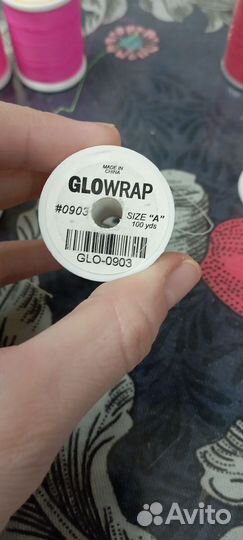 MADE IN
CHINA
GLOWRAP
#0903 SIZE "A"
100 yds
GLO-0903
Avito